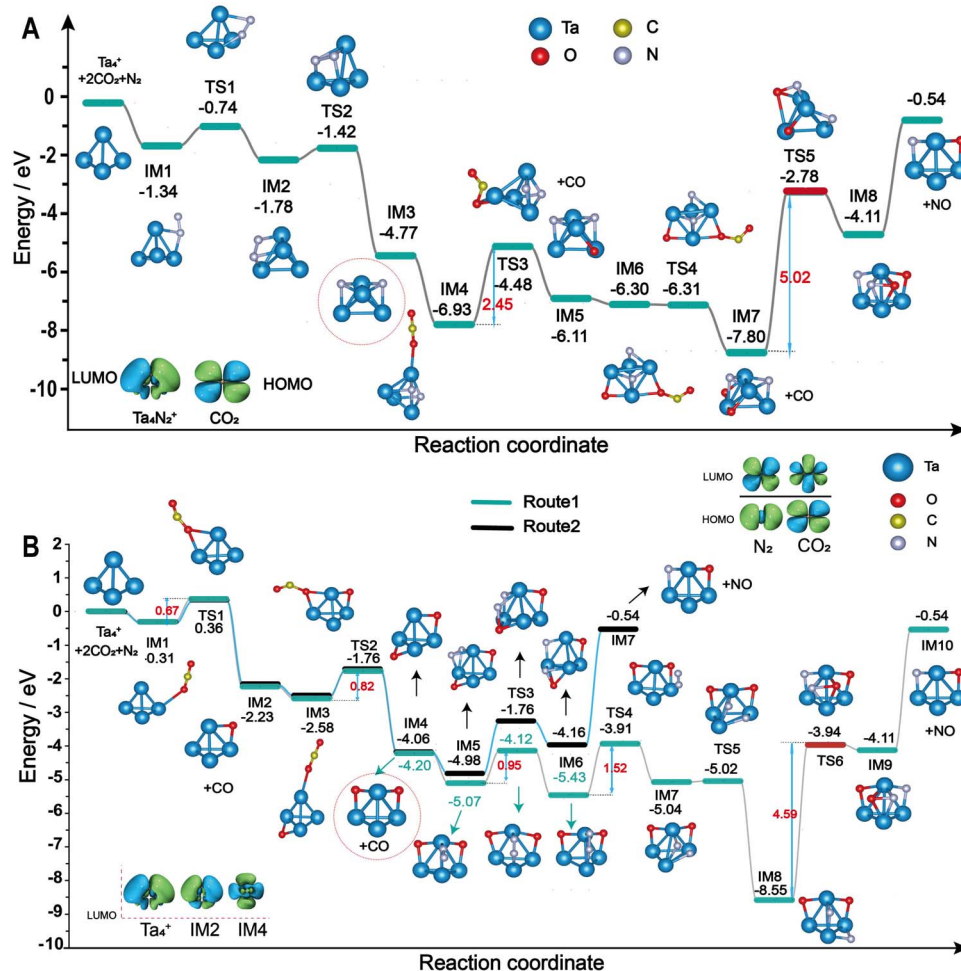 A
Ta
C
O
N
Energy / eV
0
-2
-4
-6
-8
-10
Ta₄⁺
+2CO₂+N₂
IM1
-1.34
TS1
-0.74
IM2
-1.78
TS2
-1.42
IM3
-4.77
IM4
-6.93
TS3
-4.48
2.45
+CO
IM5
-6.11
IM6
-6.30
TS4
-6.31
IM7
-7.80
+CO
5.02
TS5
-2.78
IM8
-4.11
-0.54
+NO
LUMO
HOMO
Ta₄N₂⁺
CO₂
Reaction coordinate
B
Route1
Route2
LUMO
HOMO
N₂
CO₂
Ta
O
C
N
Energy / eV
2
1
0
-1
-2
-3
-4
-5
-6
-7
-8
-9
-10
Ta₄⁺
+2CO₂+N₂
IM1
-0.31
0.67
TS1
0.36
IM2
-2.23
+CO
IM3
-2.58
TS2
-1.76
0.82
IM4
-4.06
-4.20
+CO
IM5
-4.98
-5.07
TS3
-1.76
-4.12
0.95
IM6
-4.16
-5.43
-0.54
IM7
+NO
TS4
-3.91
1.52
IM7
-5.04
TS5
-5.02
IM8
-8.55
4.59
-3.94
TS6
-4.11
IM9
-0.54
IM10
+NO
LUMO
Ta₄⁺
IM2
IM4
Reaction coordinate